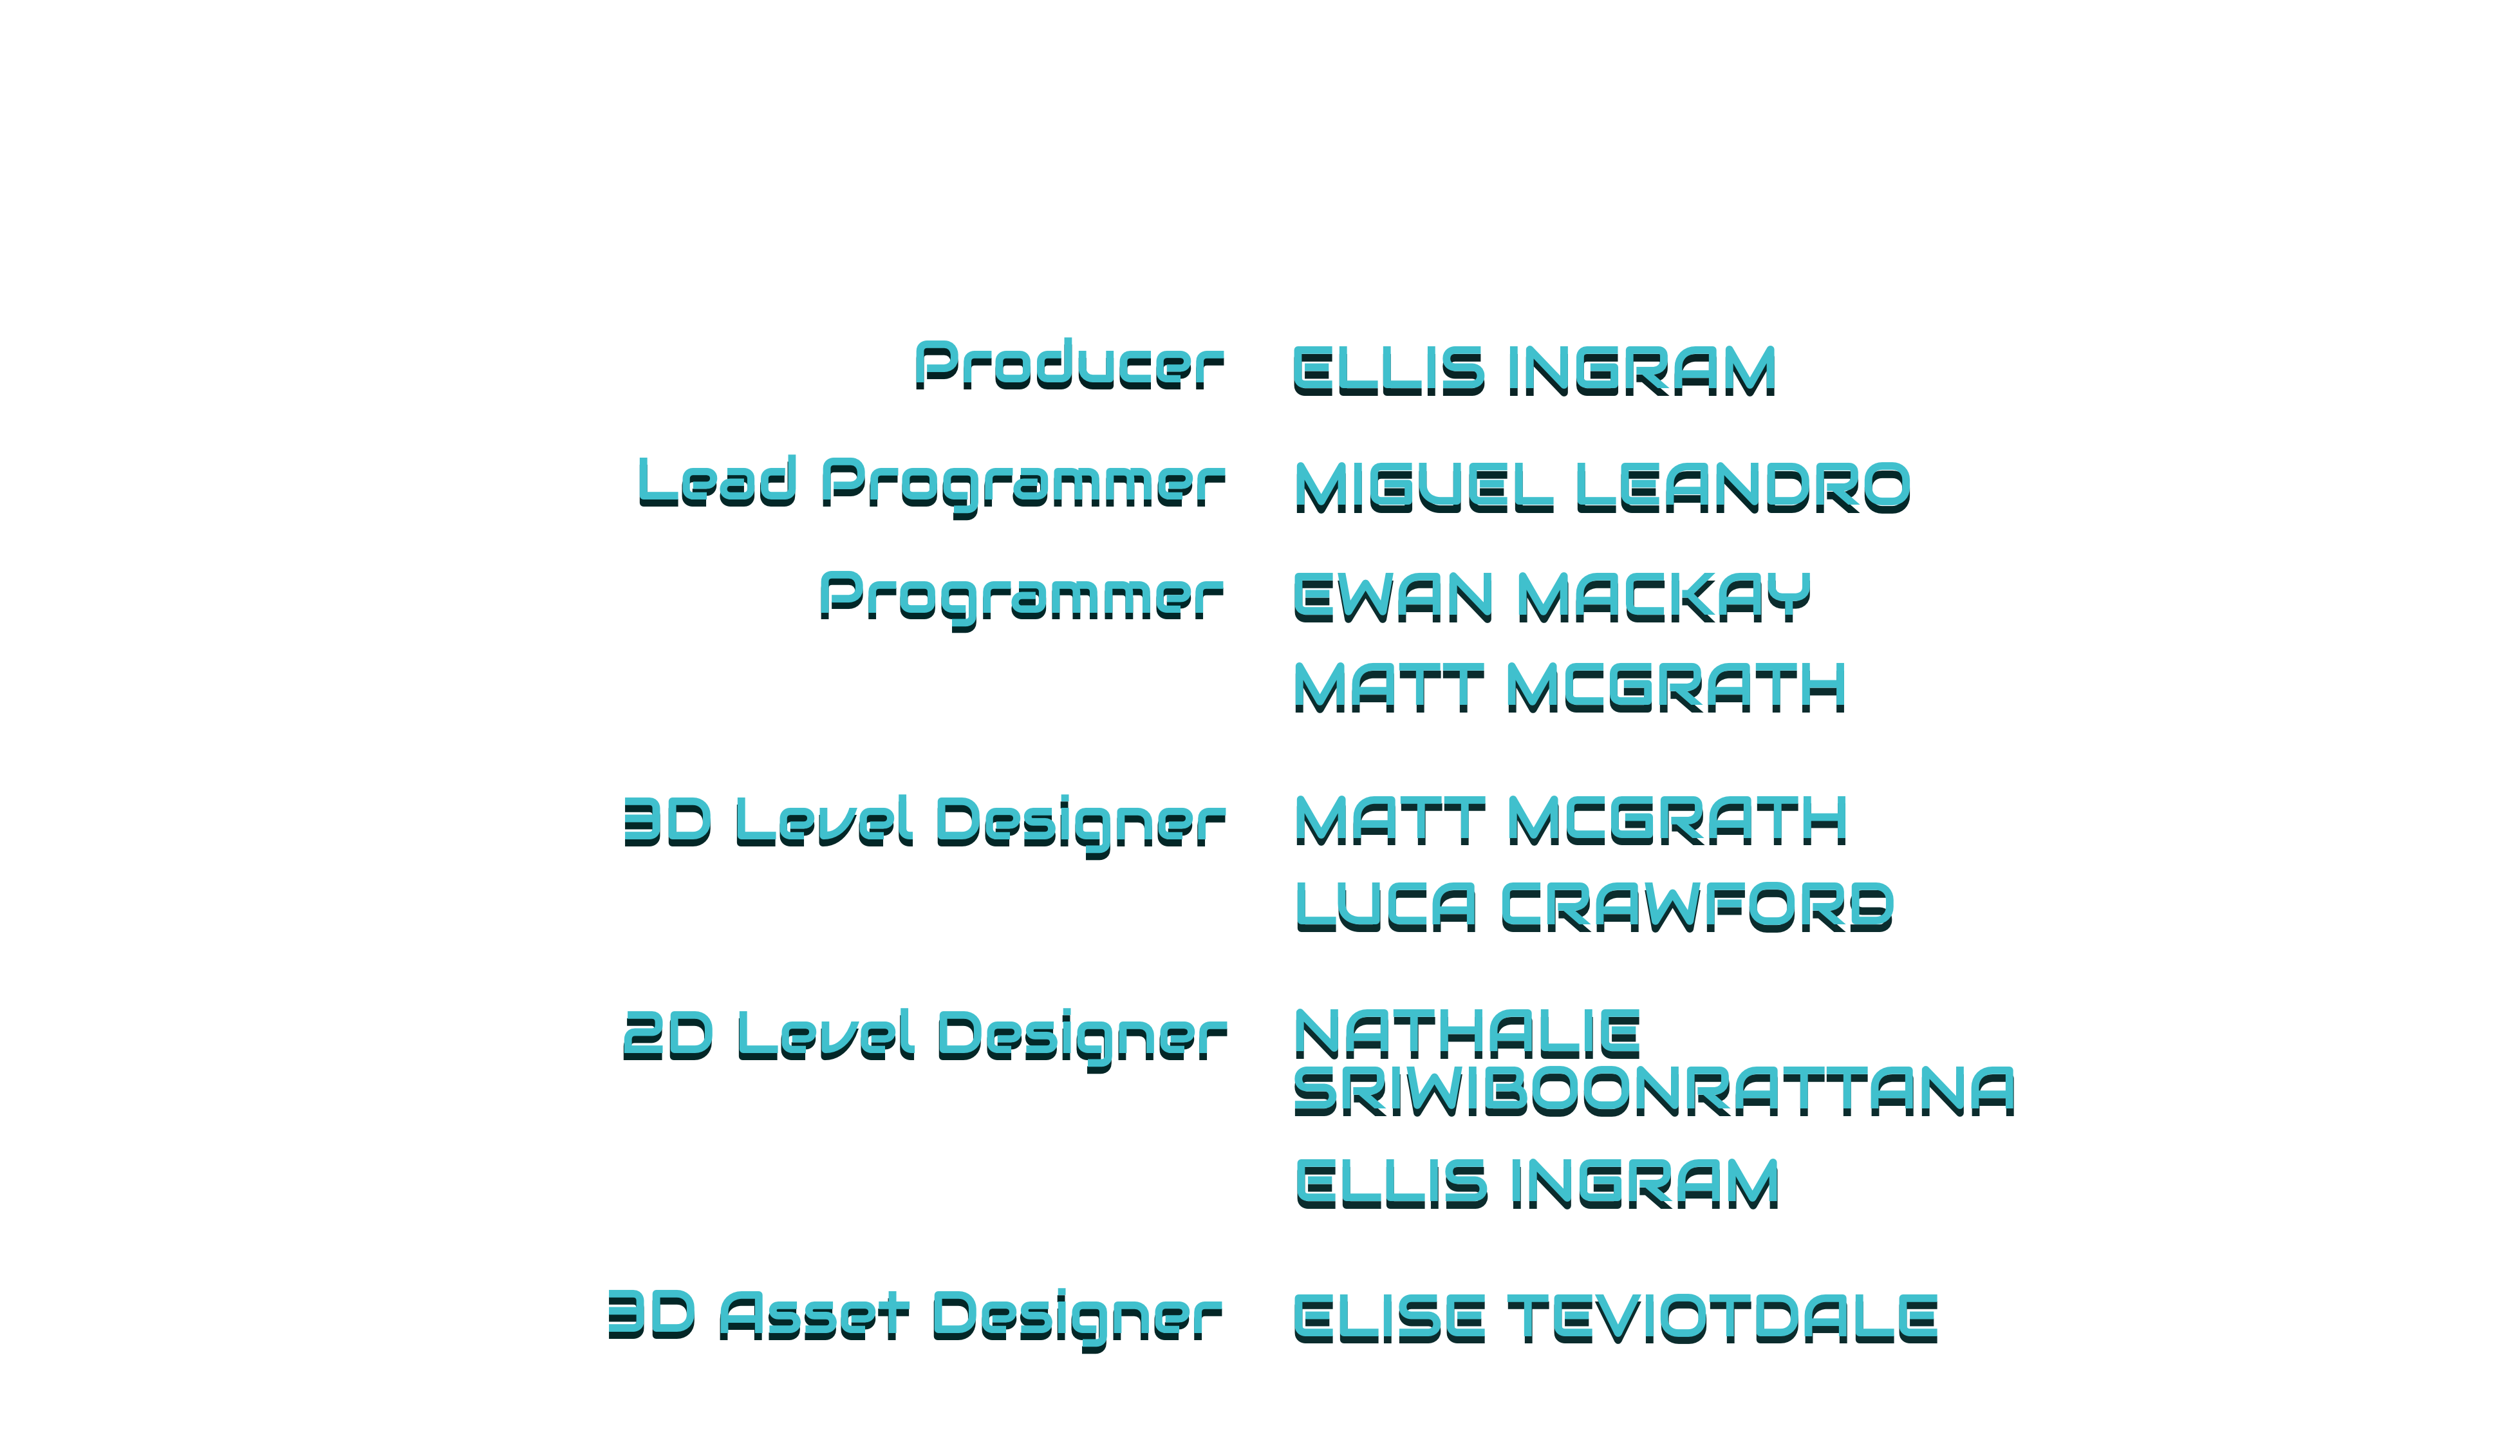 Producer ELLIS INGRAM
Lead Programmer MIGUEL LEANDRO
Programmer EWAN MACKAY
MATT MCGRATH
3D Level Designer MATT MCGRATH
LUCA CRAWFORD
2D Level Designer NATHALIE
SRIWIBOONRATTANA
ELLIS INGRAM
3D Asset Designer ELISE TEVIOTDALE